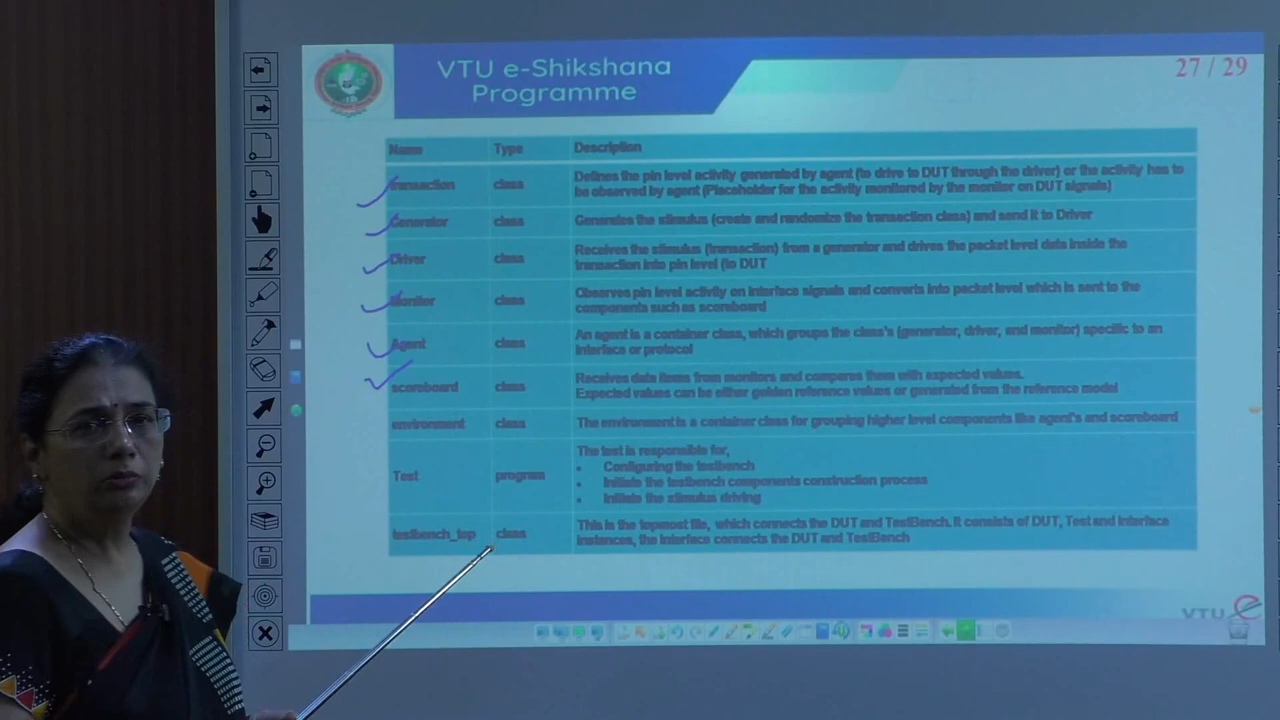 VTU e-Shikshana
Programme
27 / 29
Name Type Description
transaction class Defines the pin level activity generated by agent (to drive to DUT through the driver) or the activity has to
be observed by agent (Placeholder for the activity monitored by the monitor on DUT signals)
Generator class Generates the stimulus (create and randomize the transaction class) and send it to Driver
Driver class Receives the stimulus (transaction) from a generator and drives the packet level data inside the
transaction into pin level (to DUT
Monitor class Observes pin level activity on interface signals and converts into packet level which is sent to the
components such as scoreboard
Agent class An agent is a container class, which groups the class's (generator, driver, and monitor) specific to an
interface or protocol
scoreboard class Receives data items from monitors and compares them with expected values.
Expected values can be either golden reference values or generated from the reference model
environment class The environment is a container class for grouping higher level components like agent's and scoreboard
Test program The test is responsible for,
• Configuring the testbench
• Initiate the testbench components construction process
• Initiate the stimulus driving
testbench_top class This is the topmost file, which connects the DUT and TestBench. It consists of DUT, Test and interface
instances, the interface connects the DUT and TestBench
VTU e